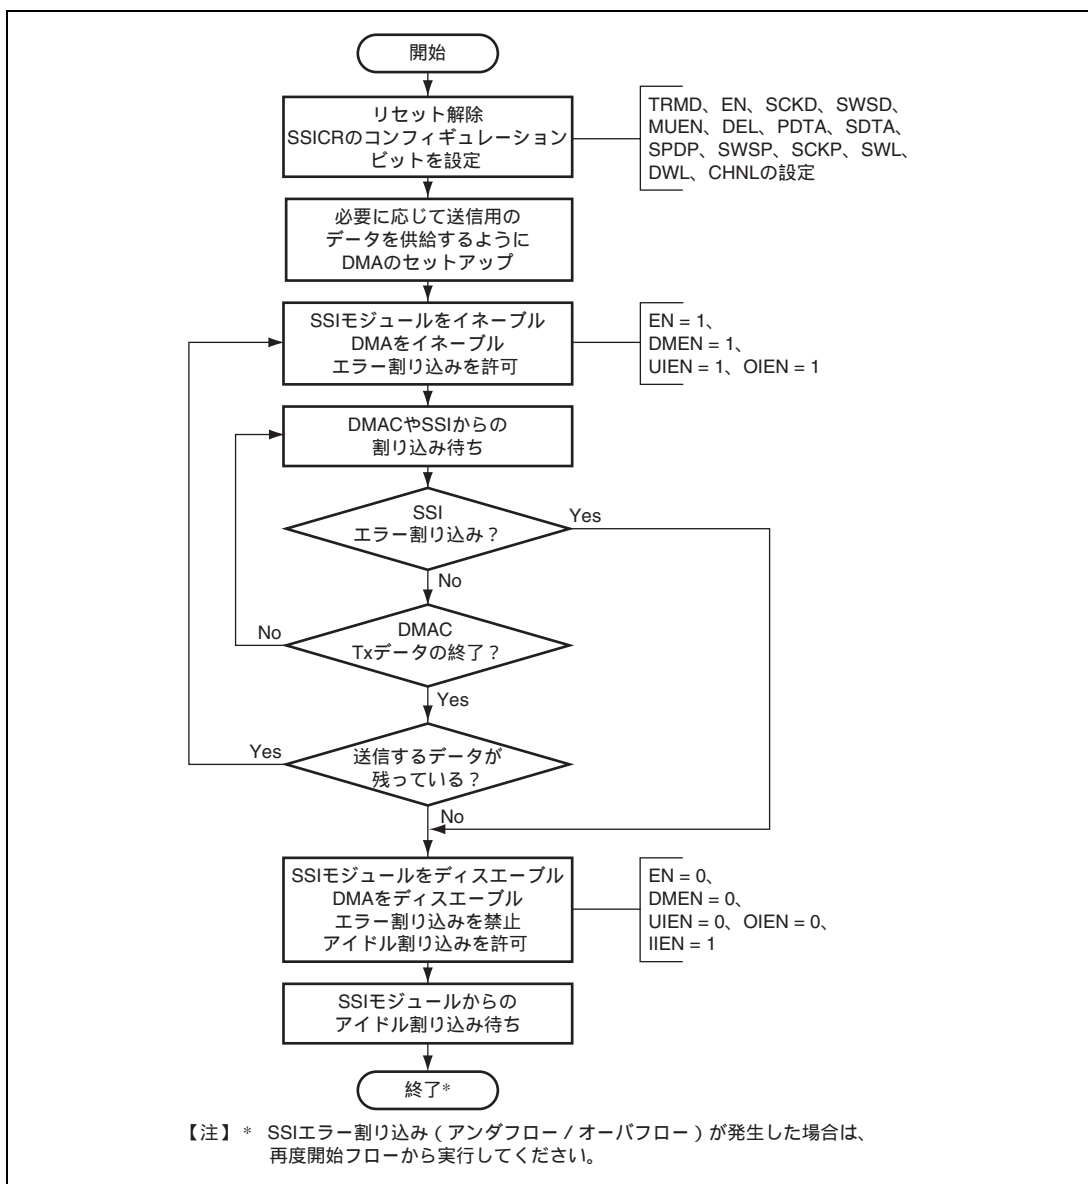 開始
リセット解除
SSICRのコンフィギュレーション
ビットを設定
TRMD、EN、SCKD、SWSD、
MUEN、DEL、PDTA、SDTA、
SPDP、SWSP、SCKP、SWL、
DWL、CHNLの設定
必要に応じて送信用の
データを供給するように
DMAのセットアップ
SSIモジュールをイネーブル
DMAをイネーブル
エラー割り込みを許可
EN = 1、
DMEN = 1、
UIEN = 1、OIEN = 1
DMACやSSIからの
割り込み待ち
SSI
エラー割り込み？
Yes
No
DMAC
Txデータの終了？
No
Yes
送信するデータが
残っている？
Yes
No
SSIモジュールをディスエーブル
DMAをディスエーブル
エラー割り込みを禁止
アイドル割り込みを許可
EN = 0、
DMEN = 0、
UIEN = 0、OIEN = 0、
IIEN = 1
SSIモジュールからの
アイドル割り込み待ち
終了*
【注】* SSIエラー割り込み（アンダフロー / オーバフロー）が発生した場合は、
再度開始フローから実行してください。